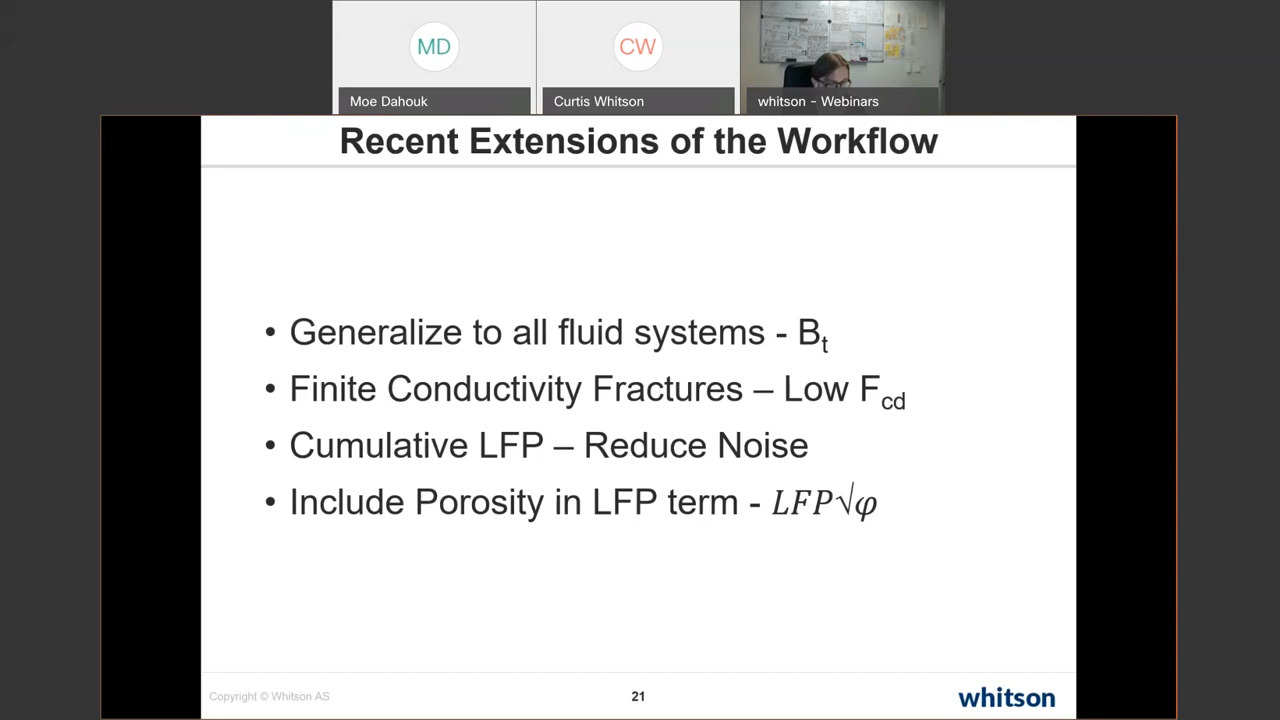 MD
CW
Moe Dahouk
Curtis Whitson
whitson - Webinars
Recent Extensions of the Workflow
• Generalize to all fluid systems - Bₜ
• Finite Conductivity Fractures – Low F_cd
• Cumulative LFP – Reduce Noise
• Include Porosity in LFP term - LFP√φ
Copyright © Whitson AS
21
whitson